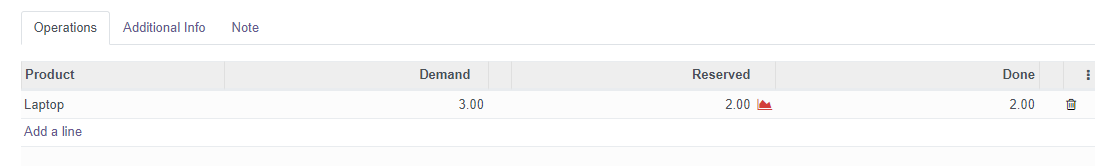 Operations Additional Info Note
Product Demand Reserved Done
Laptop 3.00 2.00 2.00
Add a line